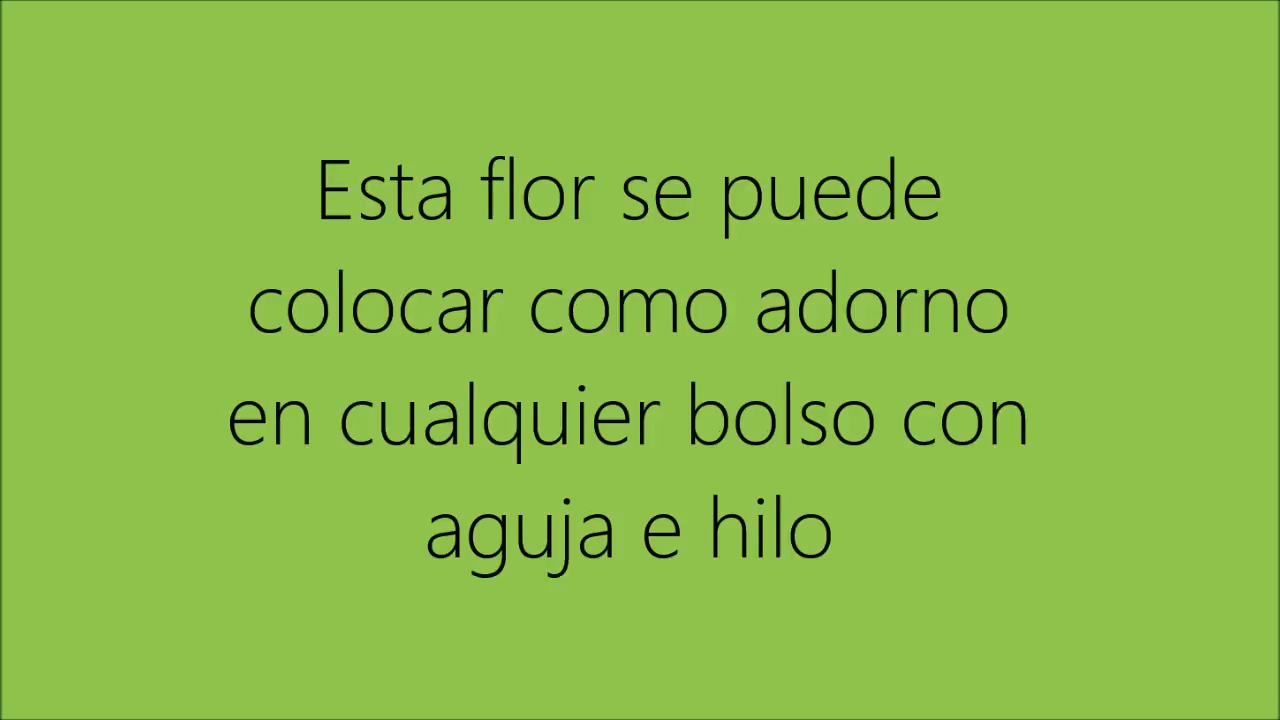 Esta flor se puede
colocar como adorno
en cualquier bolso con
aguja e hilo